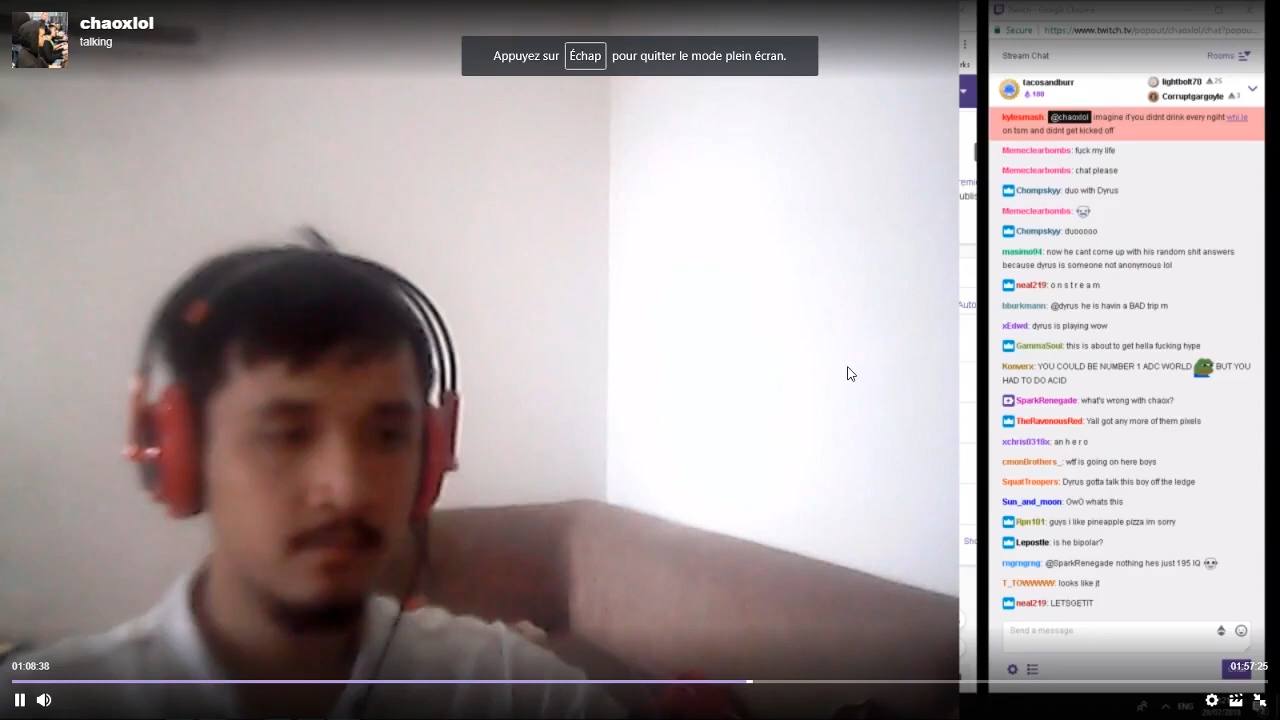 chaoxlol
talking
Appuyez sur Échap pour quitter le mode plein écran.
Twitch - Google Chrome
Secure https://www.twitch.tv/popout/chaoxlol/chat?popou...
Stream Chat
Rooms
tacosandburr
100
lightbolt70 25
Corruptgargoyle 3
kylesmash: @chaoxlol imagine if you didnt drink every ngiht whi.le
on tsm and didnt get kicked off
Memeclearbombs: fuck my life
Memeclearbombs: chat please
Chompskyy: duo with Dyrus
Memeclearbombs:
Chompskyy: duooooo
masimo94: now he cant come up with his random shit answers
because dyrus is someone not anonymous lol
neal219: o n s t r e a m
bburkmann: @dyrus he is havin a BAD trip rn
xEdwd: dyrus is playing wow
GammaSoul: this is about to get hella fucking hype
Konverx: YOU COULD BE NUMBER 1 ADC WORLD BUT YOU
HAD TO DO ACID
SparkRenegade: what's wrong with chaox?
TheRavenousRed: Yall got any more of them pixels
xchris0318x: an h e r o
cmonBrothers_: wtf is going on here boys
SquatTroopers: Dyrus gotta talk this boy off the ledge
Sun_and_moon: OwO whats this
Rpn101: guys i like pineapple pizza im sorry
Lepostle: is he bipolar?
rngrngrng: @SparkRenegade nothing hes just 195 IQ
looks like it
neal219: LETSGETIT
Send a message
01:08:38
01:57:25
ENG